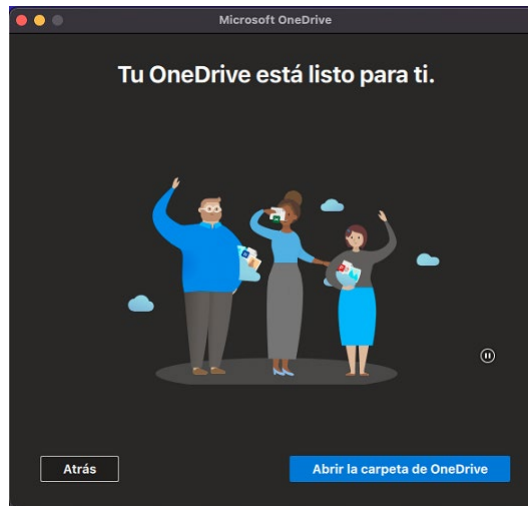 Microsoft OneDrive
Tu OneDrive está listo para ti.
Atrás
Abrir la carpeta de OneDrive